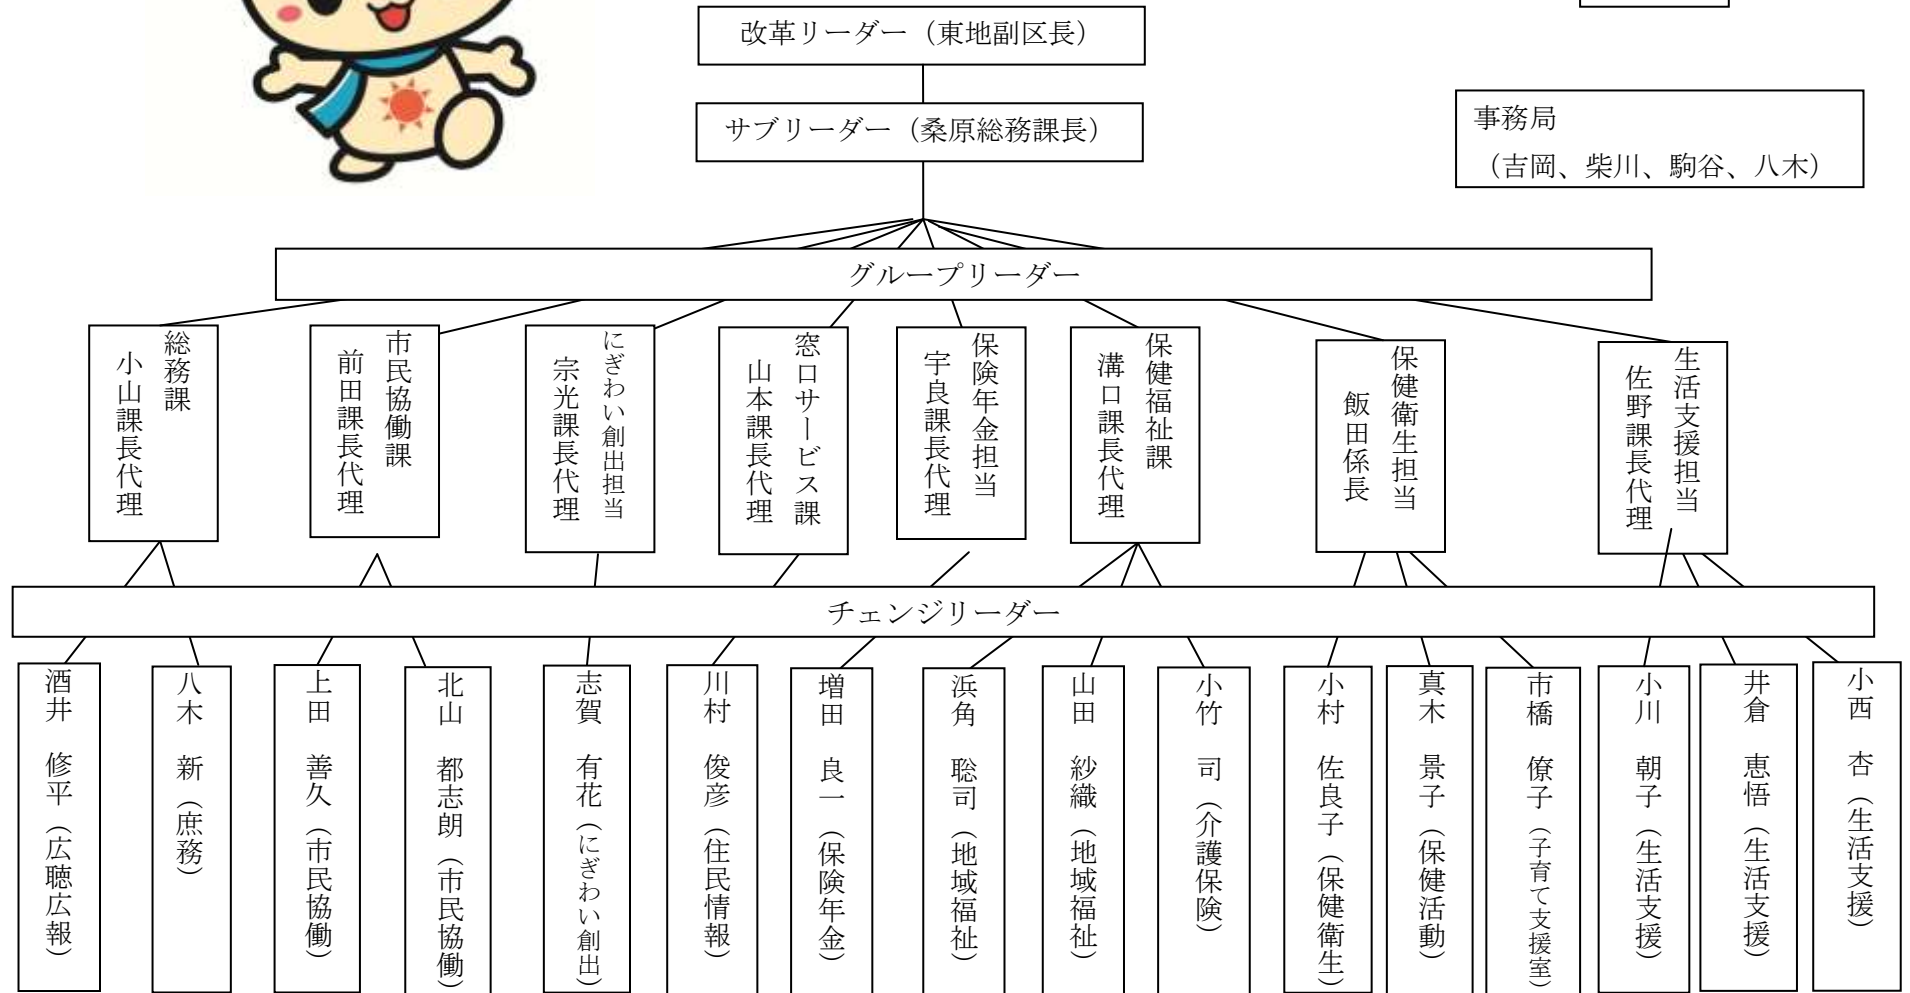 改革リーダー（東地副区長）
サブリーダー（桑原総務課長）
事務局
（吉岡、柴川、駒谷、八木）
グループリーダー
総務課
小山課長代理
市民協働課
前田課長代理
にぎわい創出担当
宗光課長代理
窓口サービス課
山本課長代理
保険年金担当
宇良課長代理
保健福祉課
溝口課長代理
保健衛生担当
飯田係長
生活支援担当
佐野課長代理
チェンジリーダー
酒井　修平（広聴広報）
八木　新（庶務）
上田　善久（市民協働）
北山　都志朗（市民協働）
志賀　有花（にぎわい創出）
川村　俊彦（住民情報）
増田　良一（保険年金）
浜角　聡司（地域福祉）
山田　紗織（地域福祉）
小竹　司（介護保険）
小村　佐良子（保健衛生）
真木　景子（保健活動）
市橋　僚子（子育て支援室）
小川　朝子（生活支援）
井倉　恵悟（生活支援）
小西　杏（生活支援）